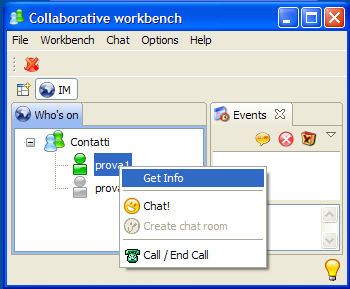 Collaborative workbench
File Workbench Chat Options Help
IM
Who's on
Events
Contatti
prova1
prova
Get Info
Chat!
Create chat room
Call / End Call